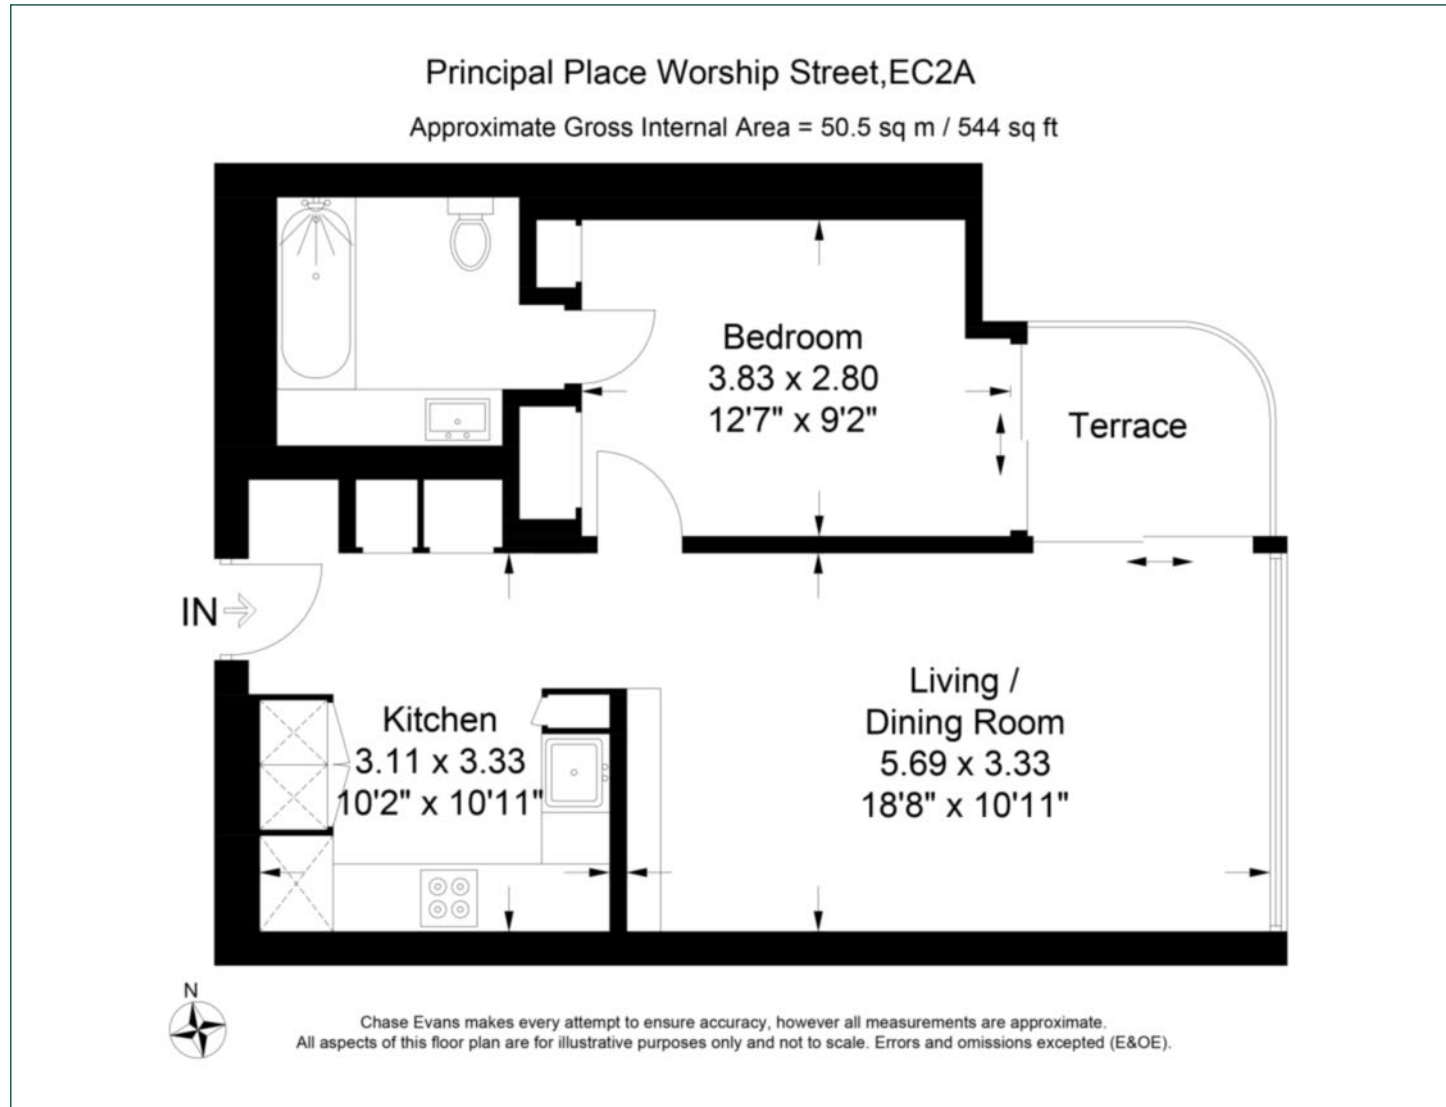 Principal Place Worship Street,EC2A
Approximate Gross Internal Area = 50.5 sq m / 544 sq ft
Bedroom
3.83 x 2.80
12'7" x 9'2"
Terrace
IN
Kitchen
3.11 x 3.33
10'2" x 10'11"
Living /
Dining Room
5.69 x 3.33
18'8" x 10'11"
N
Chase Evans makes every attempt to ensure accuracy, however all measurements are approximate.
All aspects of this floor plan are for illustrative purposes only and not to scale. Errors and omissions excepted (E&OE).